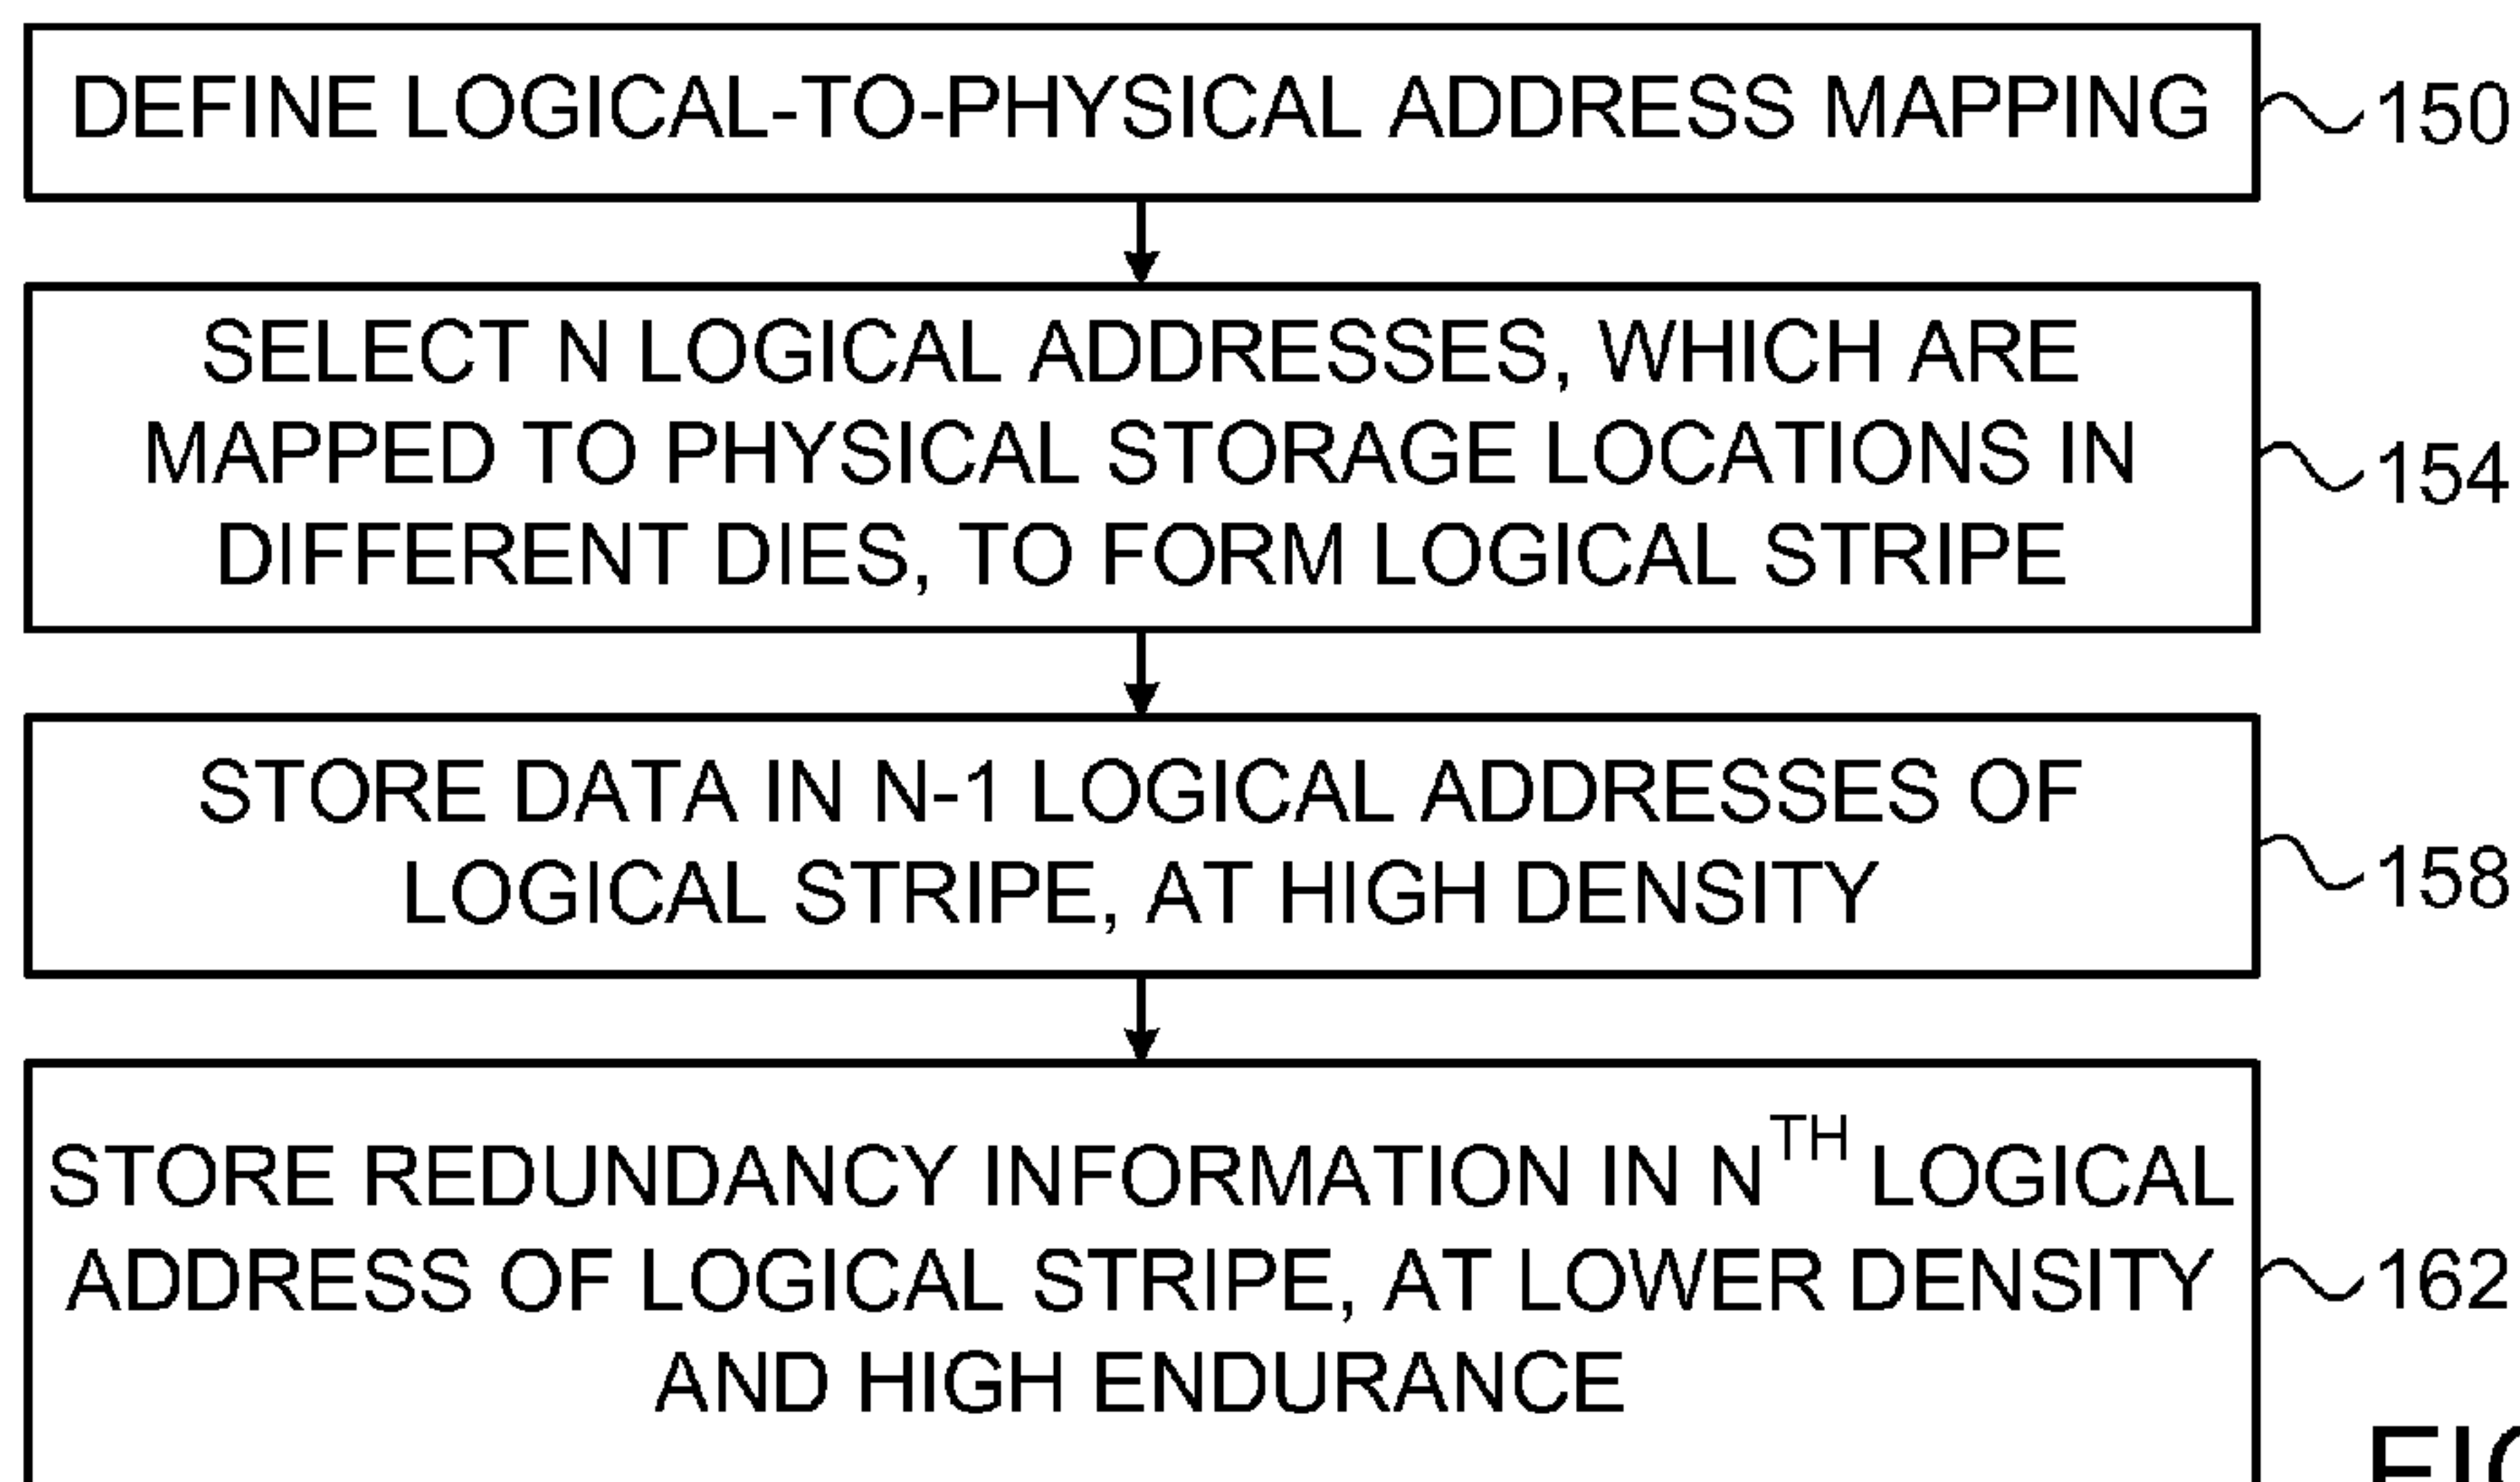 DEFINE LOGICAL-TO-PHYSICAL ADDRESS MAPPING
150
SELECT N LOGICAL ADDRESSES, WHICH ARE
MAPPED TO PHYSICAL STORAGE LOCATIONS IN
DIFFERENT DIES, TO FORM LOGICAL STRIPE
154
STORE DATA IN N-1 LOGICAL ADDRESSES OF
LOGICAL STRIPE, AT HIGH DENSITY
158
STORE REDUNDANCY INFORMATION IN NTH LOGICAL
ADDRESS OF LOGICAL STRIPE, AT LOWER DENSITY
AND HIGH ENDURANCE
162